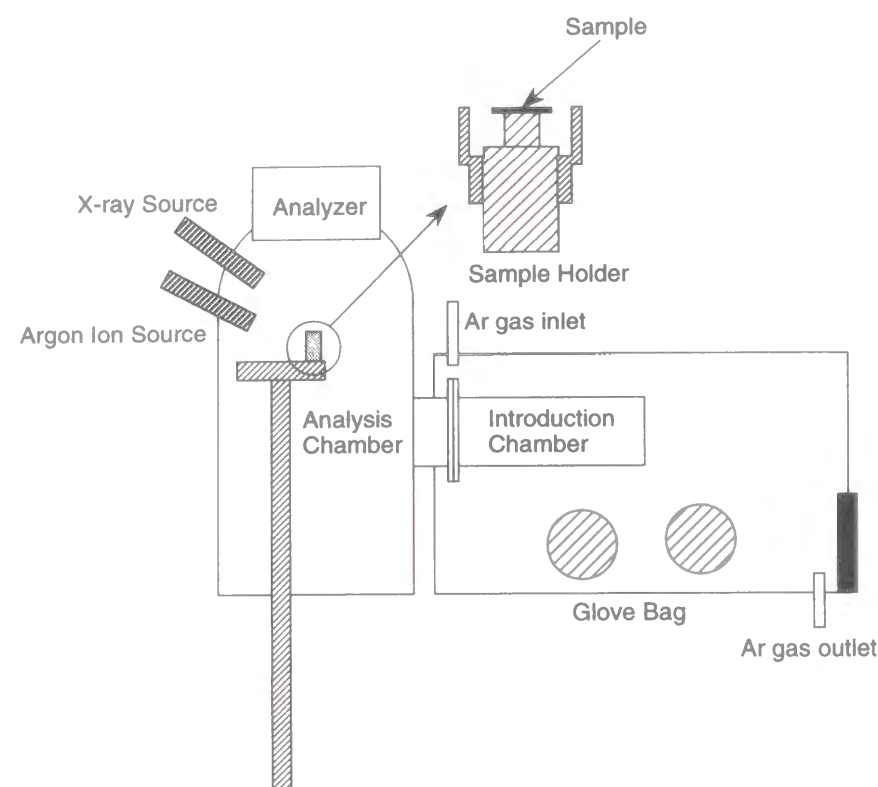 Sample
X-ray Source
Analyzer
Sample Holder
Argon Ion Source
Ar gas inlet
Analysis
Chamber
Introduction
Chamber
Glove Bag
Ar gas outlet